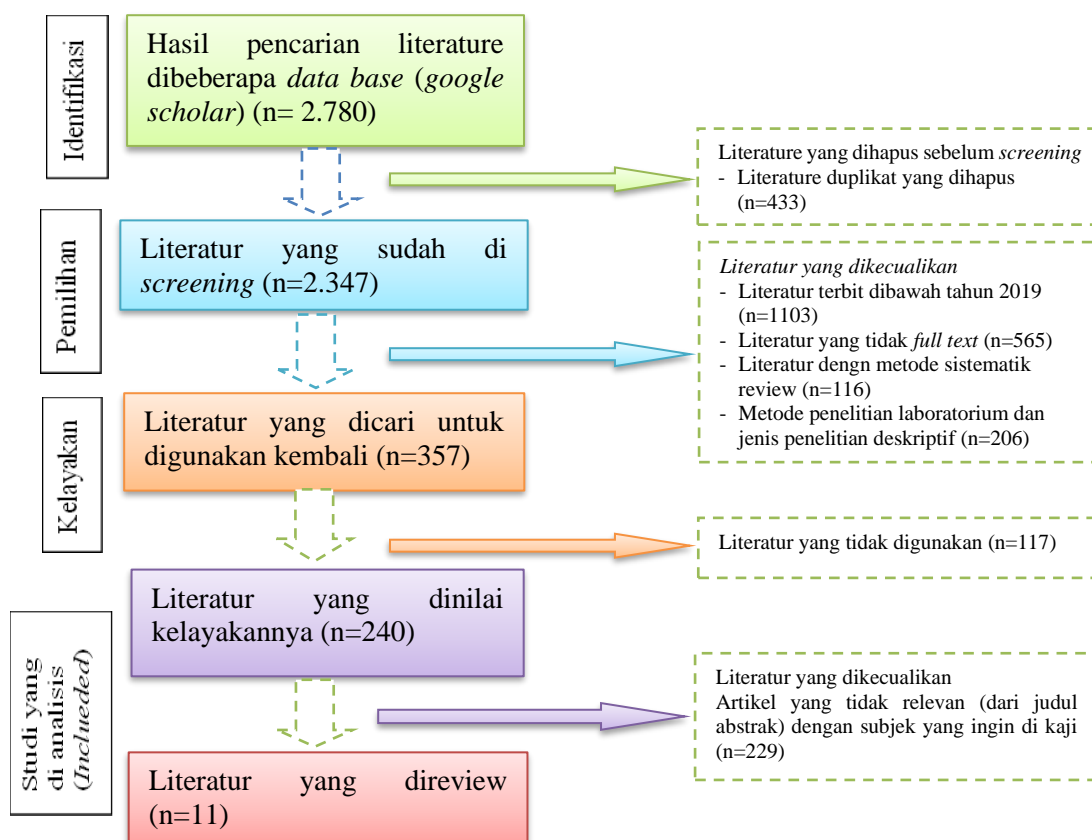 Identifikasi
Hasil pencarian literature
dibeberapa data base (google
scholar) (n= 2.780)
Literature yang dihapus sebelum screening
- Literature duplikat yang dihapus
(n=433)
Pemilihan
Literatur yang sudah di
screening (n=2.347)
Literatur yang dikecualikan
- Literatur terbit dibawah tahun 2019
(n=1103)
- Literatur yang tidak full text (n=565)
- Literatur dengn metode sistematik
review (n=116)
- Metode penelitian laboratorium dan
jenis penelitian deskriptif (n=206)
Kelayakan
Literatur yang dicari untuk
digunakan kembali (n=357)
Literatur yang tidak digunakan (n=117)
Studi yang
di analisis
(Inclueded)
Literatur yang dinilai
kelayakannya (n=240)
Literatur yang dikecualikan
Artikel yang tidak relevan (dari judul
abstrak) dengan subjek yang ingin di kaji
(n=229)
Literatur yang direview
(n=11)